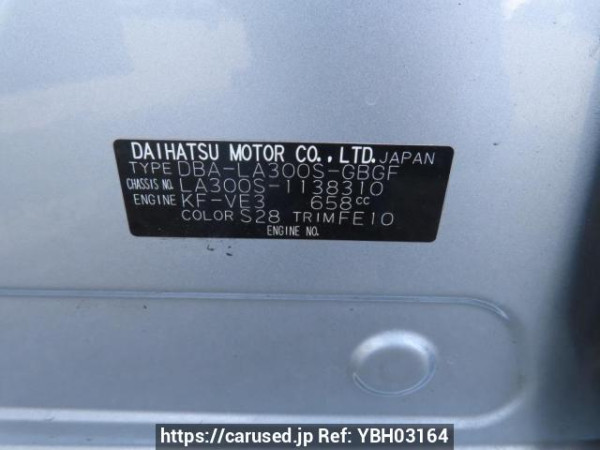 DAIHATSU MOTOR CO., LTD. JAPAN
TYPE DBA-LA300S-GBGF
CHASSIS NO. LA300S-1138310
ENGINE KF-VE3 658cc
COLOR S28 TRIM FE10
ENGINE NO.
https://carused.jp Ref: YBH03164